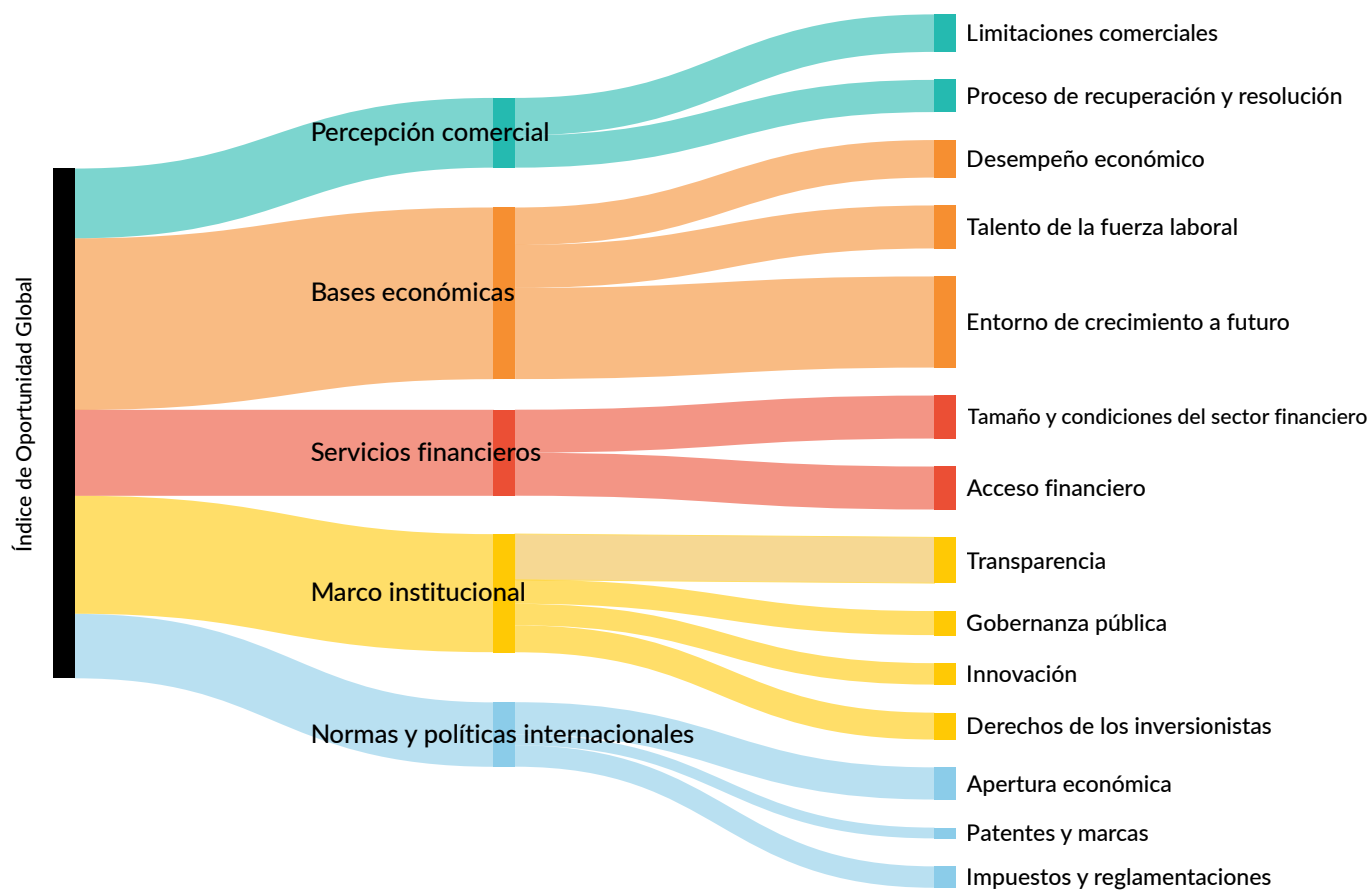 Índice de Oportunidad Global
Percepción comercial
Bases económicas
Servicios financieros
Marco institucional
Normas y políticas internacionales
Limitaciones comerciales
Proceso de recuperación y resolución
Desempeño económico
Talento de la fuerza laboral
Entorno de crecimiento a futuro
Tamaño y condiciones del sector financiero
Acceso financiero
Transparencia
Gobernanza pública
Innovación
Derechos de los inversionistas
Apertura económica
Patentes y marcas
Impuestos y reglamentaciones